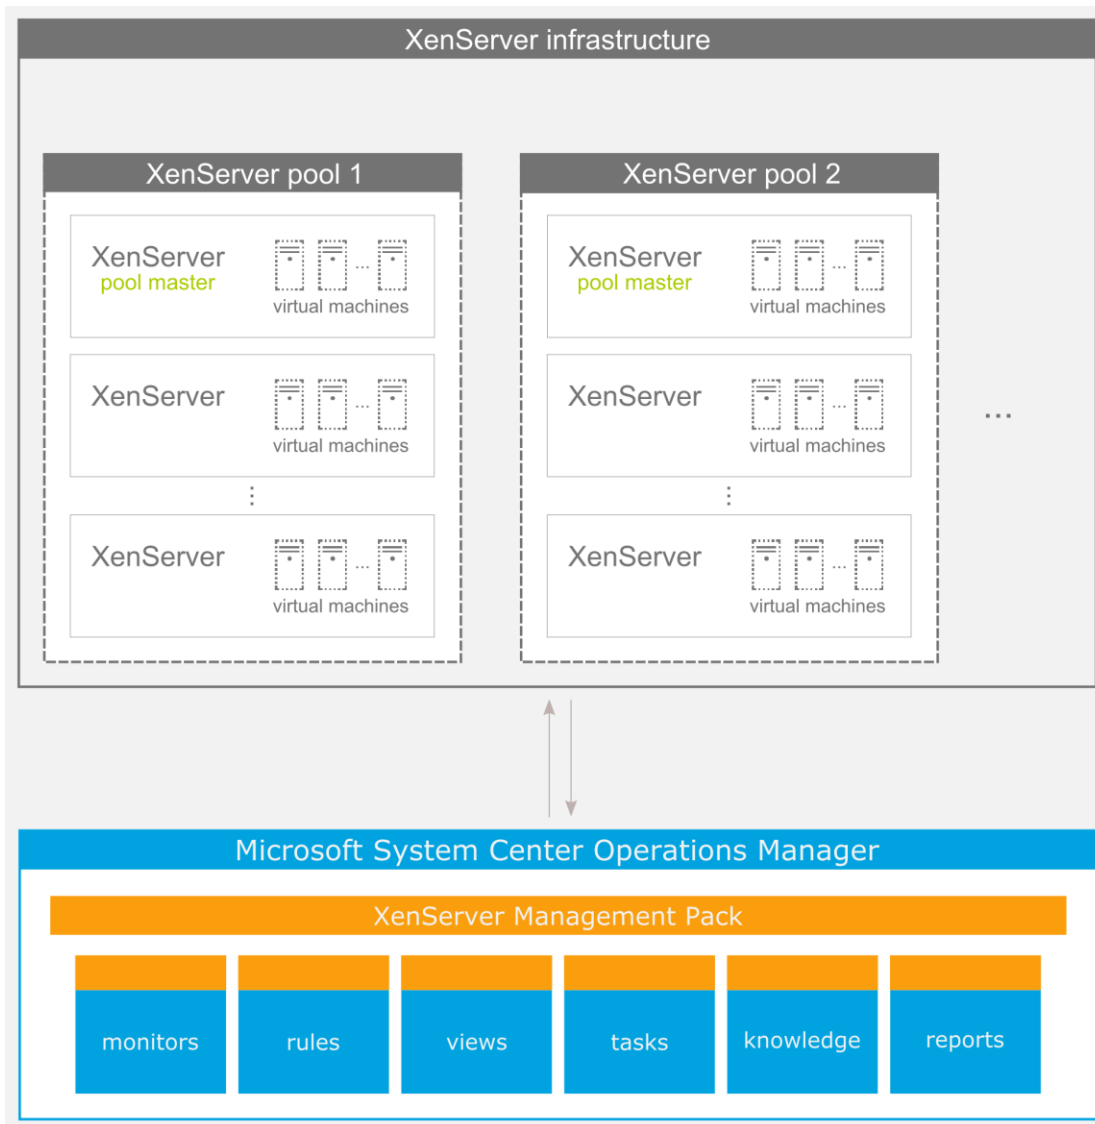 XenServer infrastructure
XenServer pool 1
XenServer
pool master
...
virtual machines
XenServer
...
virtual machines
...
XenServer
...
virtual machines
XenServer pool 2
XenServer
pool master
...
virtual machines
XenServer
...
virtual machines
...
XenServer
...
virtual machines
...
Microsoft System Center Operations Manager
XenServer Management Pack
monitors
rules
views
tasks
knowledge
reports